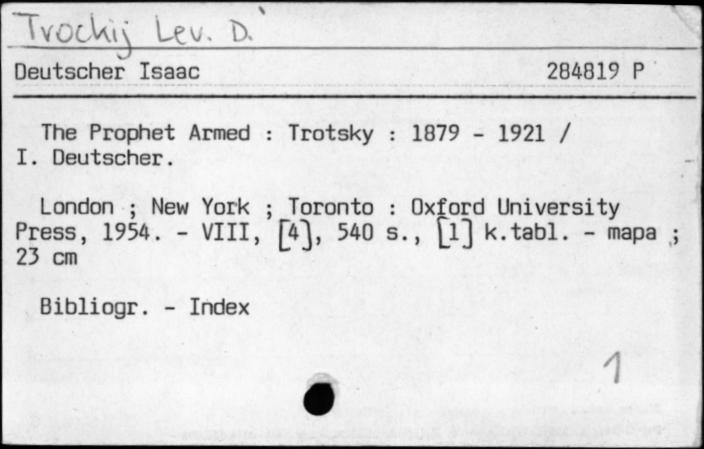 Trockij Lev. D.
Deutscher Isaac 284819 P
The Prophet Armed : Trotsky : 1879 - 1921 /
I. Deutscher.
London ; New York ; Toronto : Oxford University
Press, 1954. - VIII, [4], 540 s., [1] k.tabl. - mapa ;
23 cm
Bibliogr. - Index
1